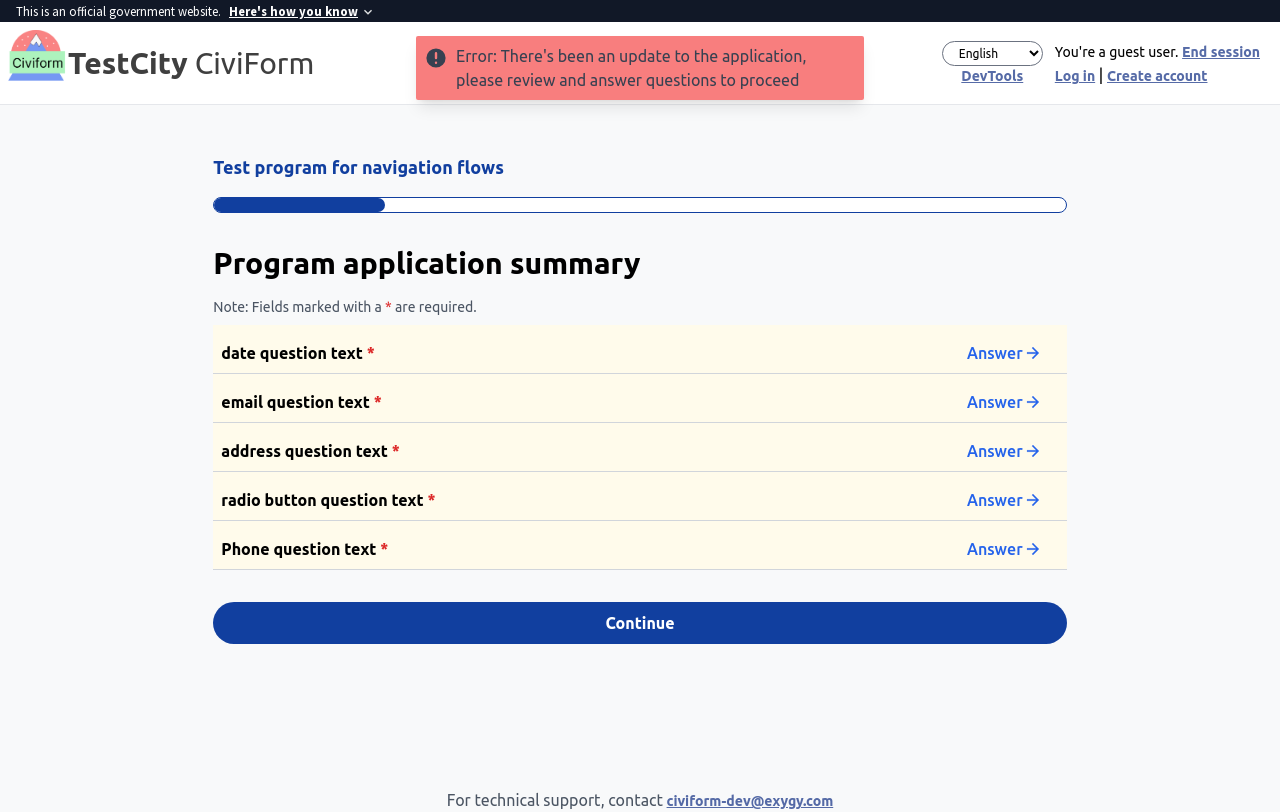 This is an official government website. Here's how you know
Civiform
TestCity CiviForm
Error: There's been an update to the application,
please review and answer questions to proceed
English
DevTools
You're a guest user. End session
Log in | Create account
Test program for navigation flows
Program application summary
Note: Fields marked with a * are required.
date question text * Answer
email question text * Answer
address question text * Answer
radio button question text * Answer
Phone question text * Answer
Continue
For technical support, contact civiform-dev@exygy.com